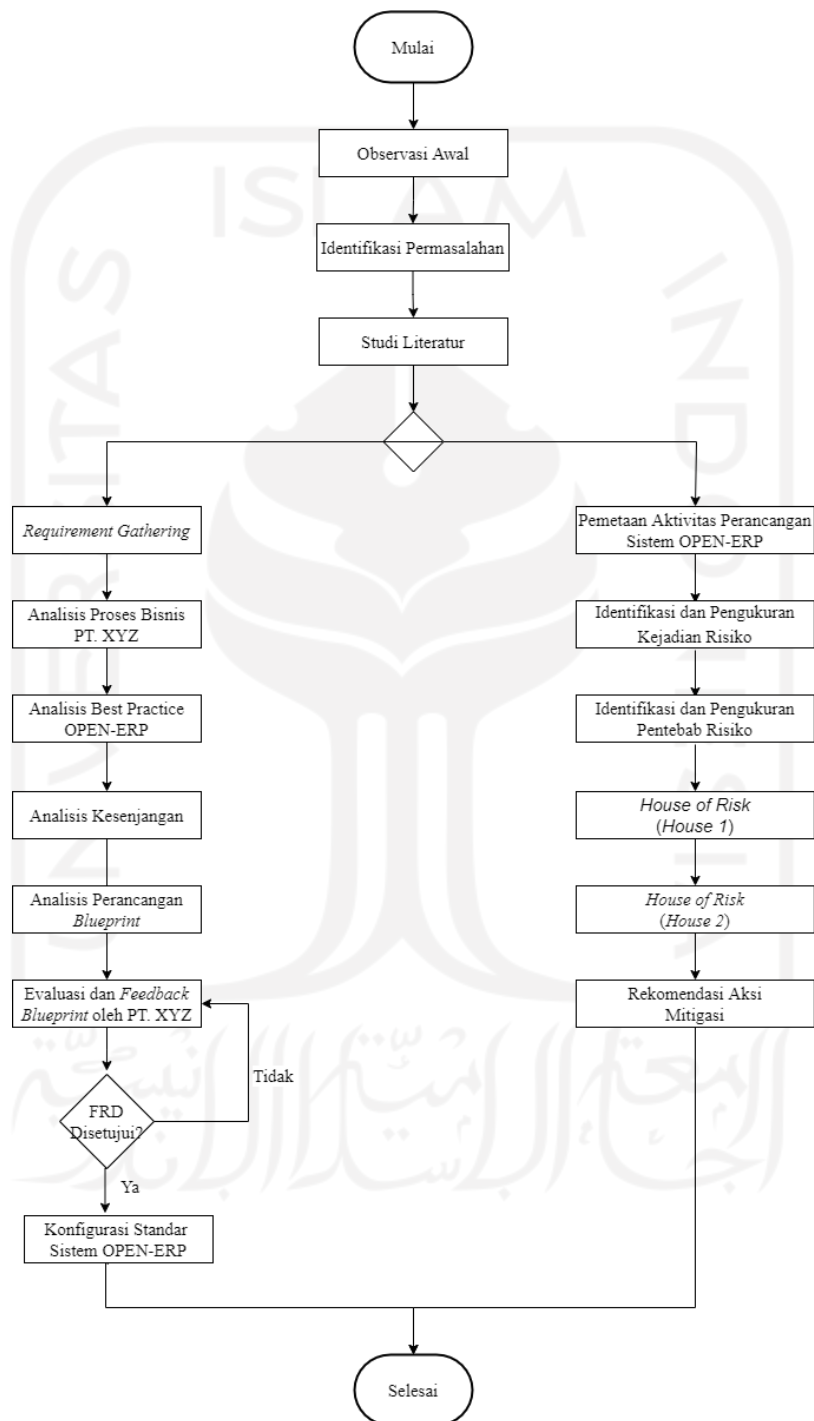 Mulai
Observasi Awal
Identifikasi Permasalahan
Studi Literatur
Requirement Gathering
Analisis Proses Bisnis
PT. XYZ
Analisis Best Practice
OPEN-ERP
Analisis Kesenjangan
Analisis Perancangan
Blueprint
Evaluasi dan Feedback
Blueprint oleh PT. XYZ
FRD
Disetujui?
Tidak
Ya
Konfigurasi Standar
Sistem OPEN-ERP
Pemetaan Aktivitas Perancangan
Sistem OPEN-ERP
Identifikasi dan Pengukuran
Kejadian Risiko
Identifikasi dan Pengukuran
Pentebab Risiko
House of Risk
(House 1)
House of Risk
(House 2)
Rekomendasi Aksi
Mitigasi
Selesai
UNIVERSITAS
ISLAM
INDONESIA